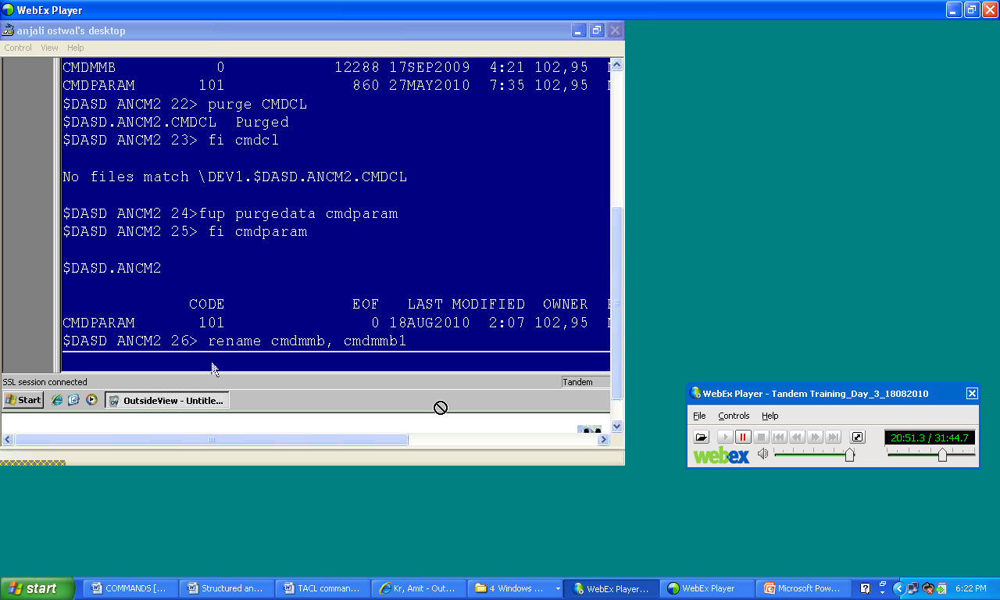 WebEx Player
anjali ostwal's desktop
Control View Help
CMDMMB 0 12288 17SEP2009 4:21 102,95
CMDPARAM 101 860 27MAY2010 7:35 102,95
$DASD ANCM2 22> purge CMDCL
$DASD.ANCM2.CMDCL Purged
$DASD ANCM2 23> fi cmdcl
No files match \DEV1.$DASD.ANCM2.CMDCL
$DASD ANCM2 24>fup purgedata cmdparam
$DASD ANCM2 25> fi cmdparam
$DASD.ANCM2
CODE EOF LAST MODIFIED OWNER
CMDPARAM 101 0 18AUG2010 2:07 102,95
$DASD ANCM2 26> rename cmdmmb, cmdmmb1
SSL session connected Tandem
Start OutsideView - Untitle...
WebEx Player - Tandem Training_Day_3_18082010
File Controls Help
20:51.3 / 31:44.7
webex
start COMMANDS [... Structured an... TACL comman... Kr, Amit - Out... 4 Windows ... WebEx Player... WebEx Player Microsoft Pow... 6:22 PM